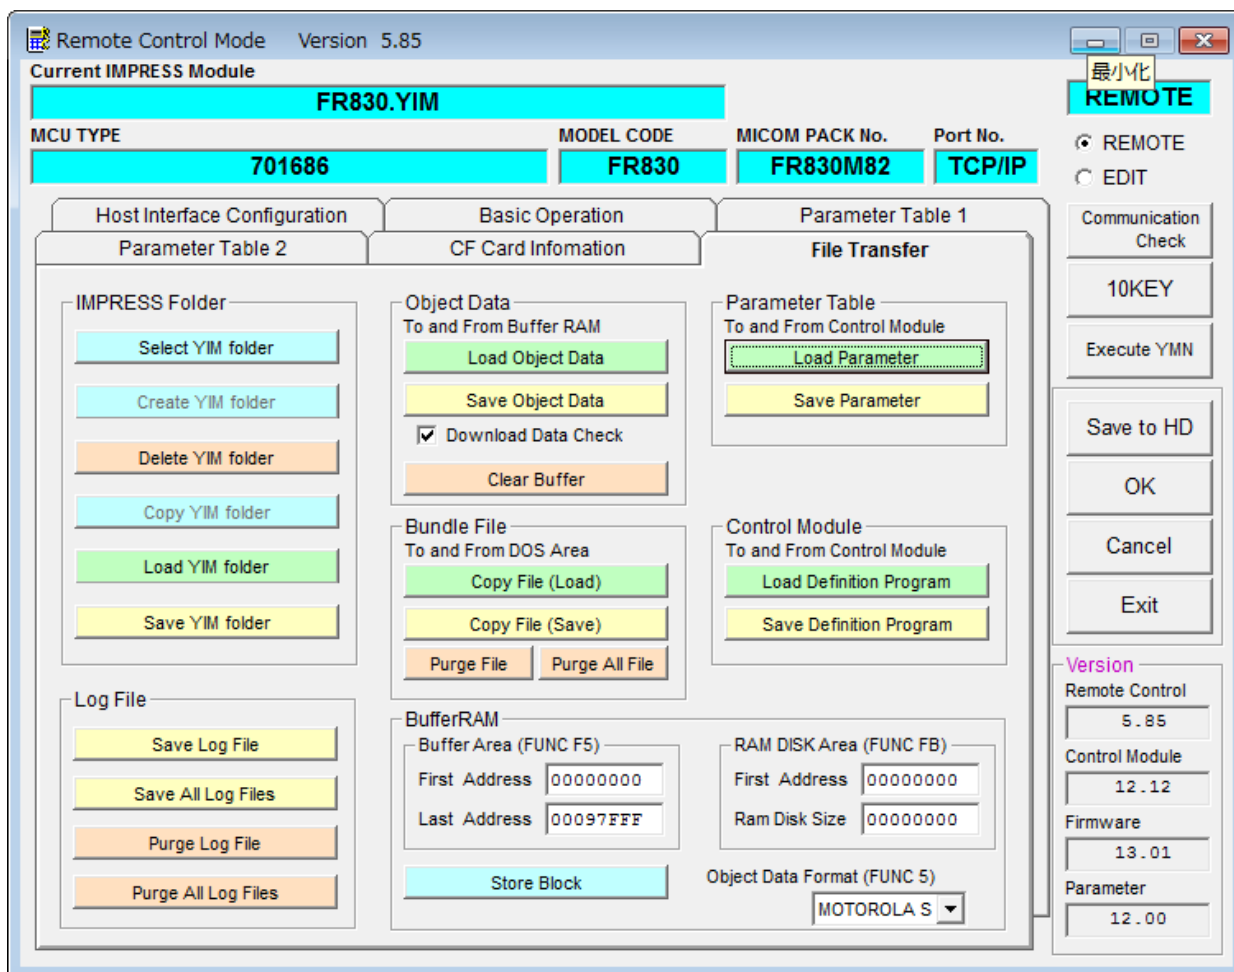 Remote Control Mode Version 5.85
最小化
Current IMPRESS Module
FR830.YIM
REMOTE
MCU TYPE
MODEL CODE
MICOM PACK No.
Port No.
701686
FR830
FR830M82
TCP/IP
REMOTE
EDIT
Host Interface Configuration
Basic Operation
Parameter Table 1
Parameter Table 2
CF Card Infomation
File Transfer
Communication
Check
10KEY
Execute YMN
Save to HD
OK
Cancel
Exit
IMPRESS Folder
Select YIM folder
Create YIM folder
Delete YIM folder
Copy YIM folder
Load YIM folder
Save YIM folder
Object Data
To and From Buffer RAM
Load Object Data
Save Object Data
Download Data Check
Clear Buffer
Parameter Table
To and From Control Module
Load Parameter
Save Parameter
Bundle File
To and From DOS Area
Copy File (Load)
Copy File (Save)
Purge File
Purge All File
Control Module
To and From Control Module
Load Definition Program
Save Definition Program
Log File
Save Log File
Save All Log Files
Purge Log File
Purge All Log Files
BufferRAM
Buffer Area (FUNC F5)
First Address 00000000
Last Address 00097FFF
RAM DISK Area (FUNC FB)
First Address 00000000
Ram Disk Size 00000000
Store Block
Object Data Format (FUNC 5)
MOTOROLA S
Version
Remote Control
5.85
Control Module
12.12
Firmware
13.01
Parameter
12.00